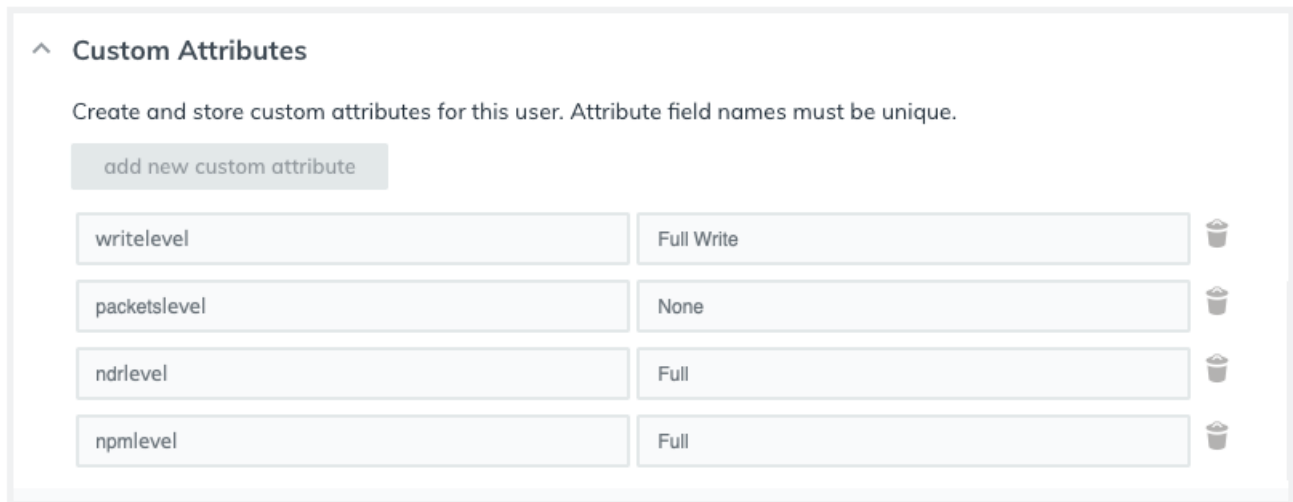 Custom Attributes
Create and store custom attributes for this user. Attribute field names must be unique.
add new custom attribute
writelevel Full Write
packetslevel None
ndrlevel Full
npmlevel Full